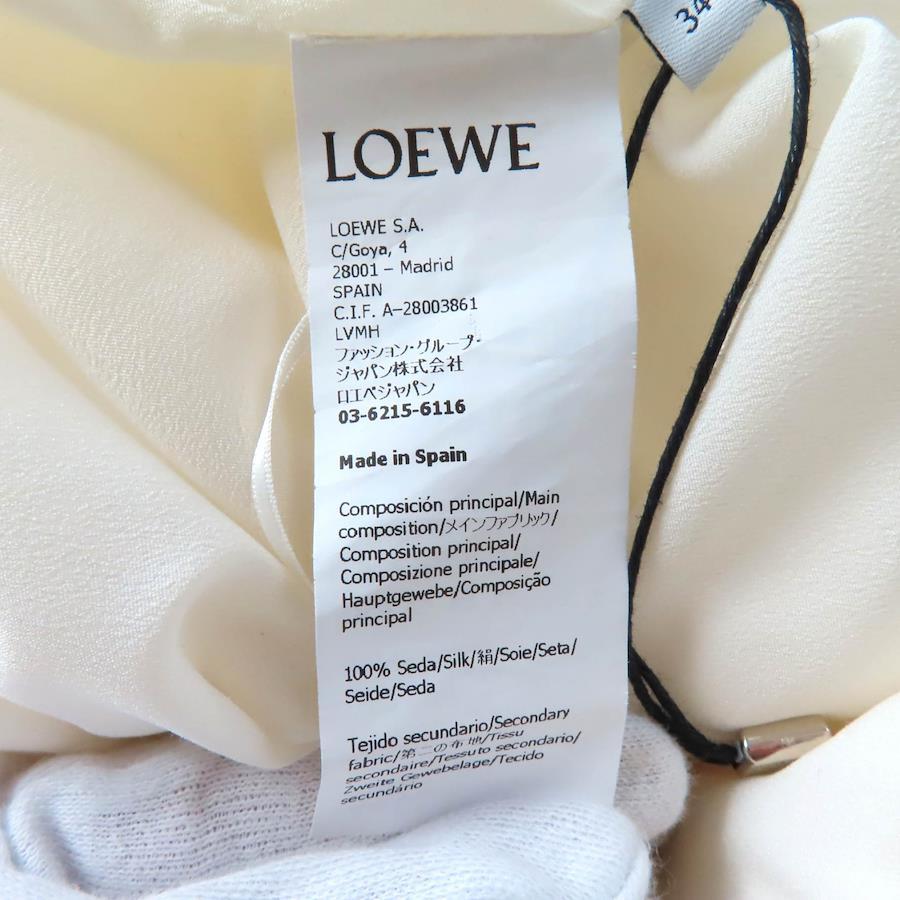 34
LOEWE
LOEWE S.A.
C/Goya, 4
28001 – Madrid
SPAIN
C.I.F. A–28003861
LVMH
ファッション・グループ・
ジャパン株式会社
ロエベジャパン
03-6215-6116
Made in Spain
Composición principal/Main
composition/メインファブリック/
Composition principal/
Composizione principale/
Hauptgewebe/Composição
principal
100% Seda/Silk/絹/Soie/Seta/
Seide/Seda
Tejido secundario/Secondary
fabric/第二の布地/Tissu
secondaire/Tessuto secondario/
Zweite Gewebelage/Tecido
secundário